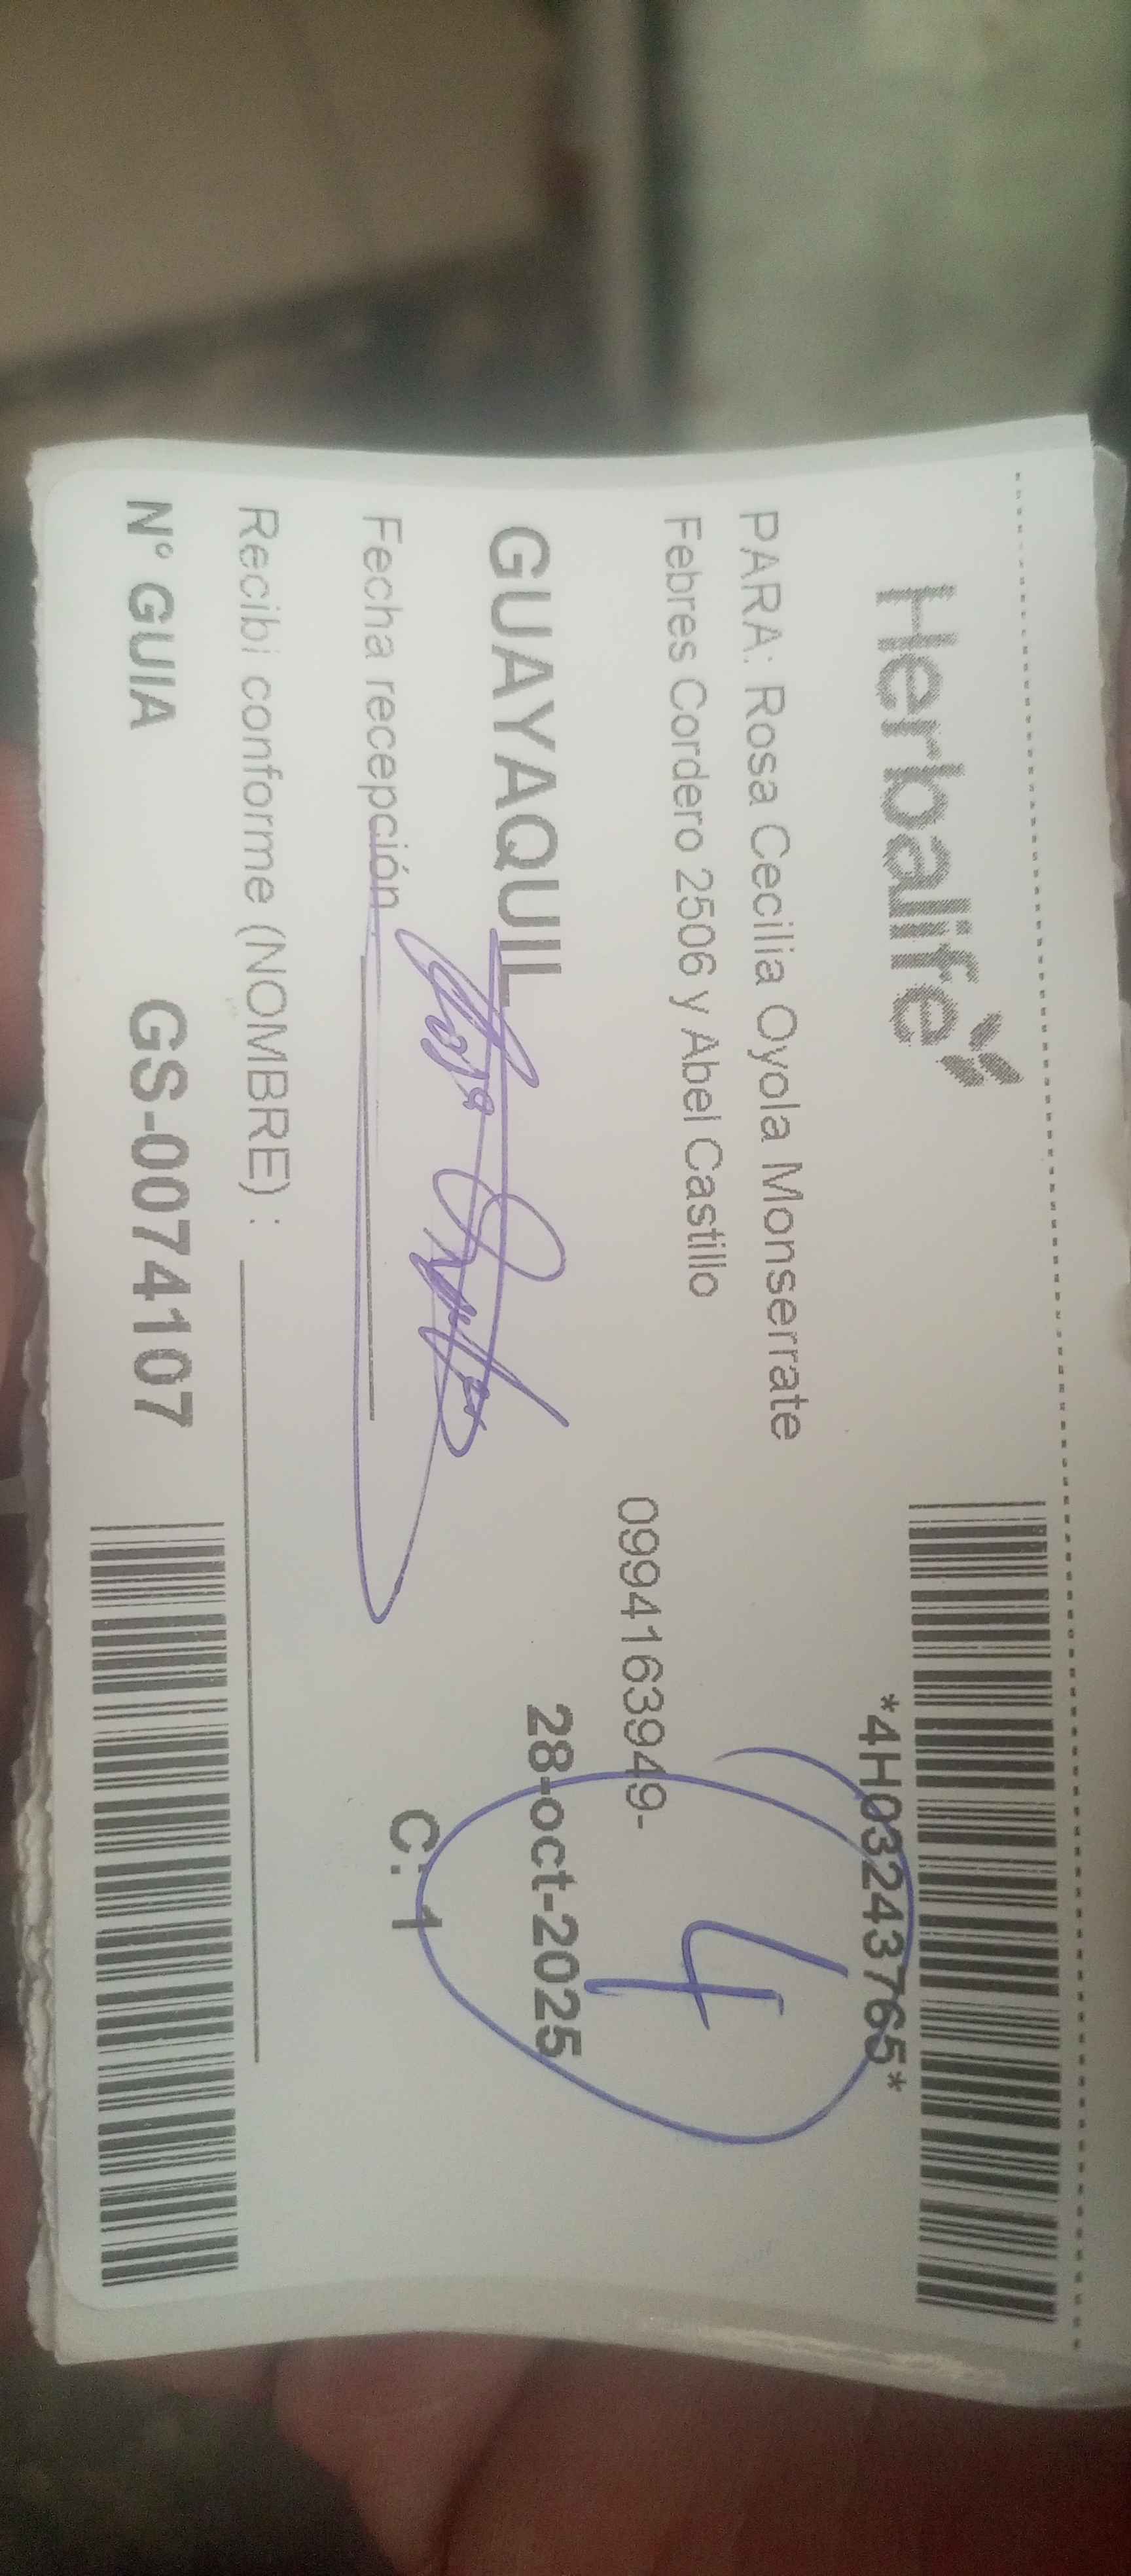 Herbalife
*4H03243765*
PARA: Rosa Cecilia Oyola Monserrate
Febres Cordero 2506 y Abel Castillo
0994163949-
4
GUAYAQUIL
28-oct-2025
Fecha recepción
C: 1
Recibi conforme (NOMBRE) :
N° GUIA GS-0074107